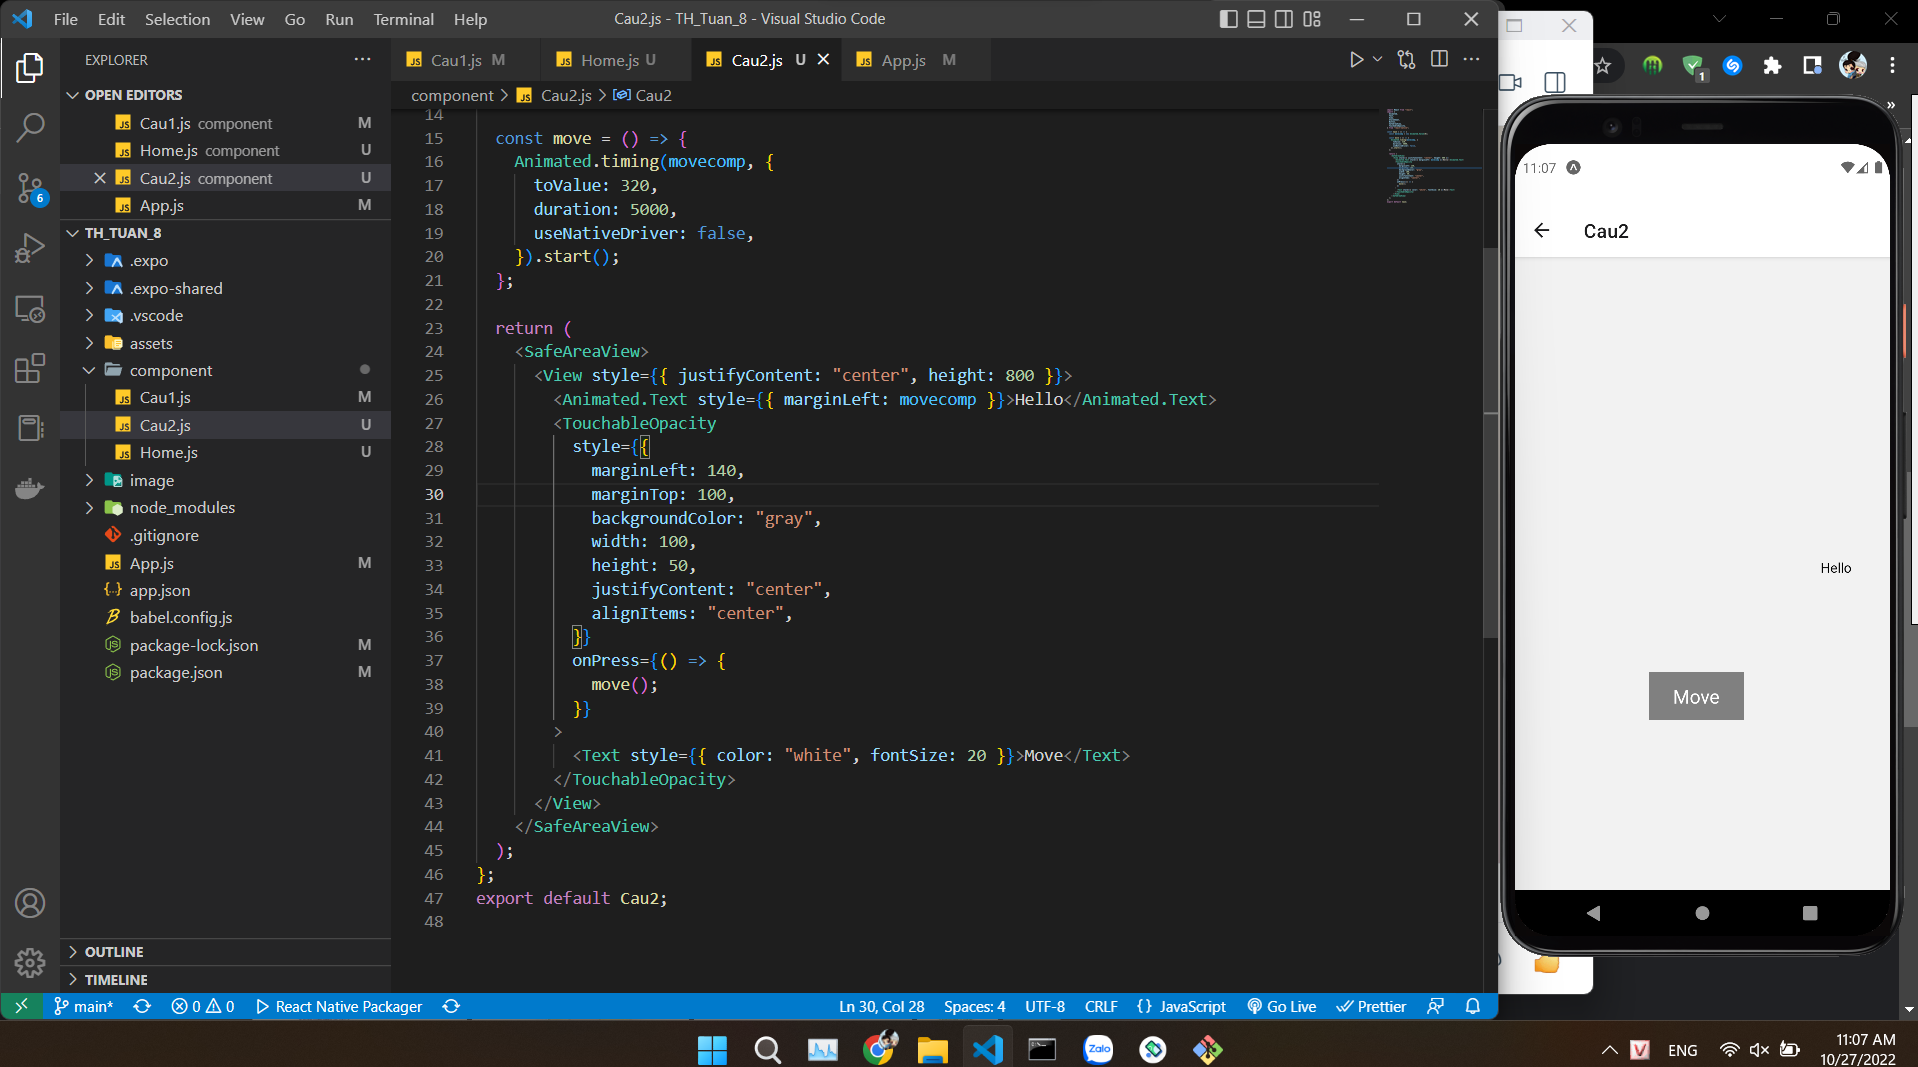 File Edit Selection View Go Run Terminal Help
Cau2.js - TH_Tuan_8 - Visual Studio Code
EXPLORER
OPEN EDITORS
Cau1.js component M
Home.js component U
Cau2.js component U
App.js M
TH_TUAN_8
.expo
.expo-shared
.vscode
assets
component
Cau1.js M
Cau2.js U
Home.js U
image
node_modules
.gitignore
App.js M
app.json
babel.config.js
package-lock.json M
package.json M
OUTLINE
TIMELINE
Cau1.js M Home.js U Cau2.js U App.js M
component > Cau2.js > Cau2
14
15 const move = () => {
16 Animated.timing(movecomp, {
17 toValue: 320,
18 duration: 5000,
19 useNativeDriver: false,
20 }).start();
21 };
22
23 return (
24 <SafeAreaView>
25 <View style={{ justifyContent: "center", height: 800 }}>
26 <Animated.Text style={{ marginLeft: movecomp }}>Hello</Animated.Text>
27 <TouchableOpacity
28 style={{
29 marginLeft: 140,
30 marginTop: 100,
31 backgroundColor: "gray",
32 width: 100,
33 height: 50,
34 justifyContent: "center",
35 alignItems: "center",
36 }}
37 onPress={() => {
38 move();
39 }}
40 >
41 <Text style={{ color: "white", fontSize: 20 }}>Move</Text>
42 </TouchableOpacity>
43 </View>
44 </SafeAreaView>
45 );
46 };
47 export default Cau2;
48
11:07
Cau2
Hello
Move
6
1
main* 0 0 React Native Packager
Ln 30, Col 28 Spaces: 4 UTF-8 CRLF {} JavaScript Go Live Prettier
Zalo
V ENG
11:07 AM
10/27/2022